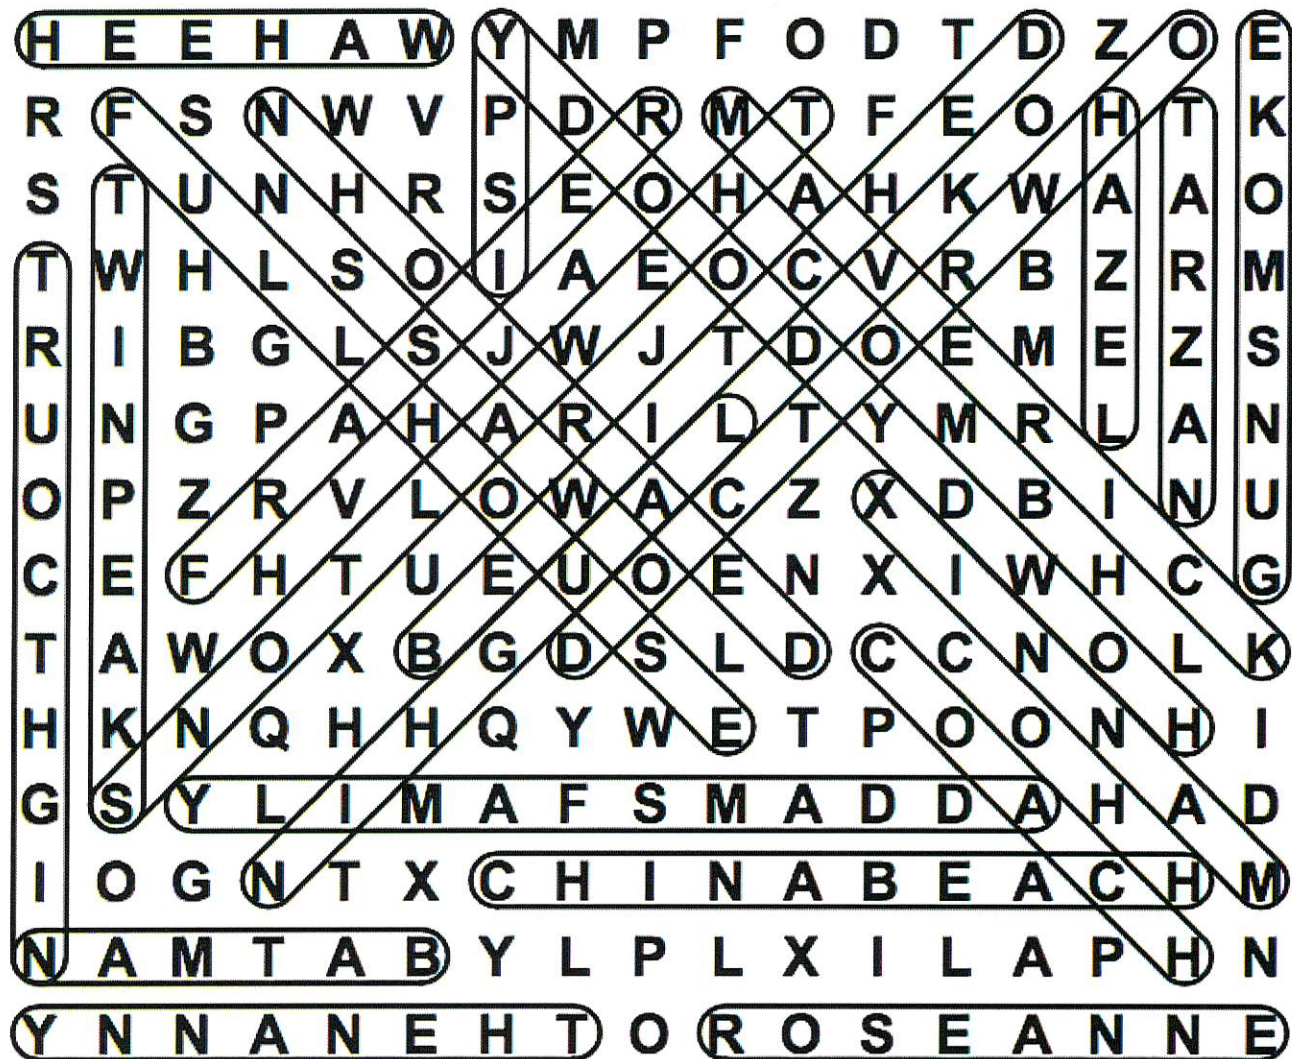 H E E H A W Y M P F O D T D Z O E
R F S N W V P D R M T F E O H T K
S T U N H R S E O H A H K W A A O
T W H L S O I A E O C V R B Z R M
R I B G L S J W J T D O E M E Z S
U N G P A H A R I L T Y M R L A N
O P Z R V L O W A C Z X D B I N U
C E F H T U E U O E N X I W H C G
T A W O X B G D S L D C C N O L K
H K N Q H H Q Y W E T P O O N H I
G S Y L I M A F S M A D D A H A D
I O G N T X C H I N A B E A C H M
N A M T A B Y L P L X I L A P H N
Y N N A N E H T O R O S E A N N E